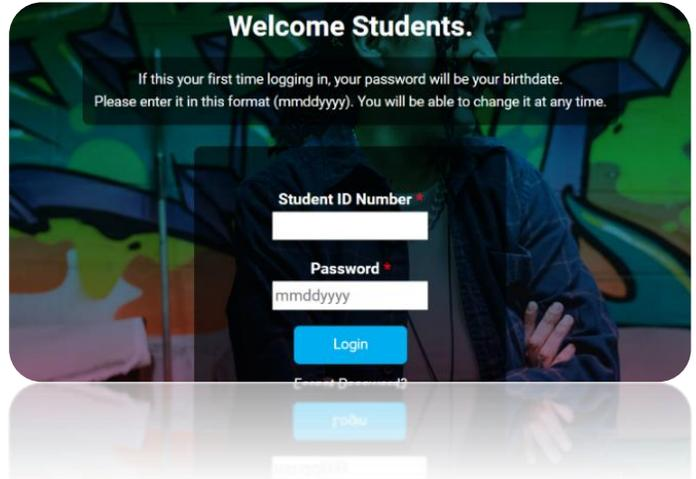 Welcome Students.
If this your first time logging in, your password will be your birthdate.
Please enter it in this format (mmddyyyy). You will be able to change it at any time.
Student ID Number *
Password *
mmddyyyy
Login
Forgot Password?